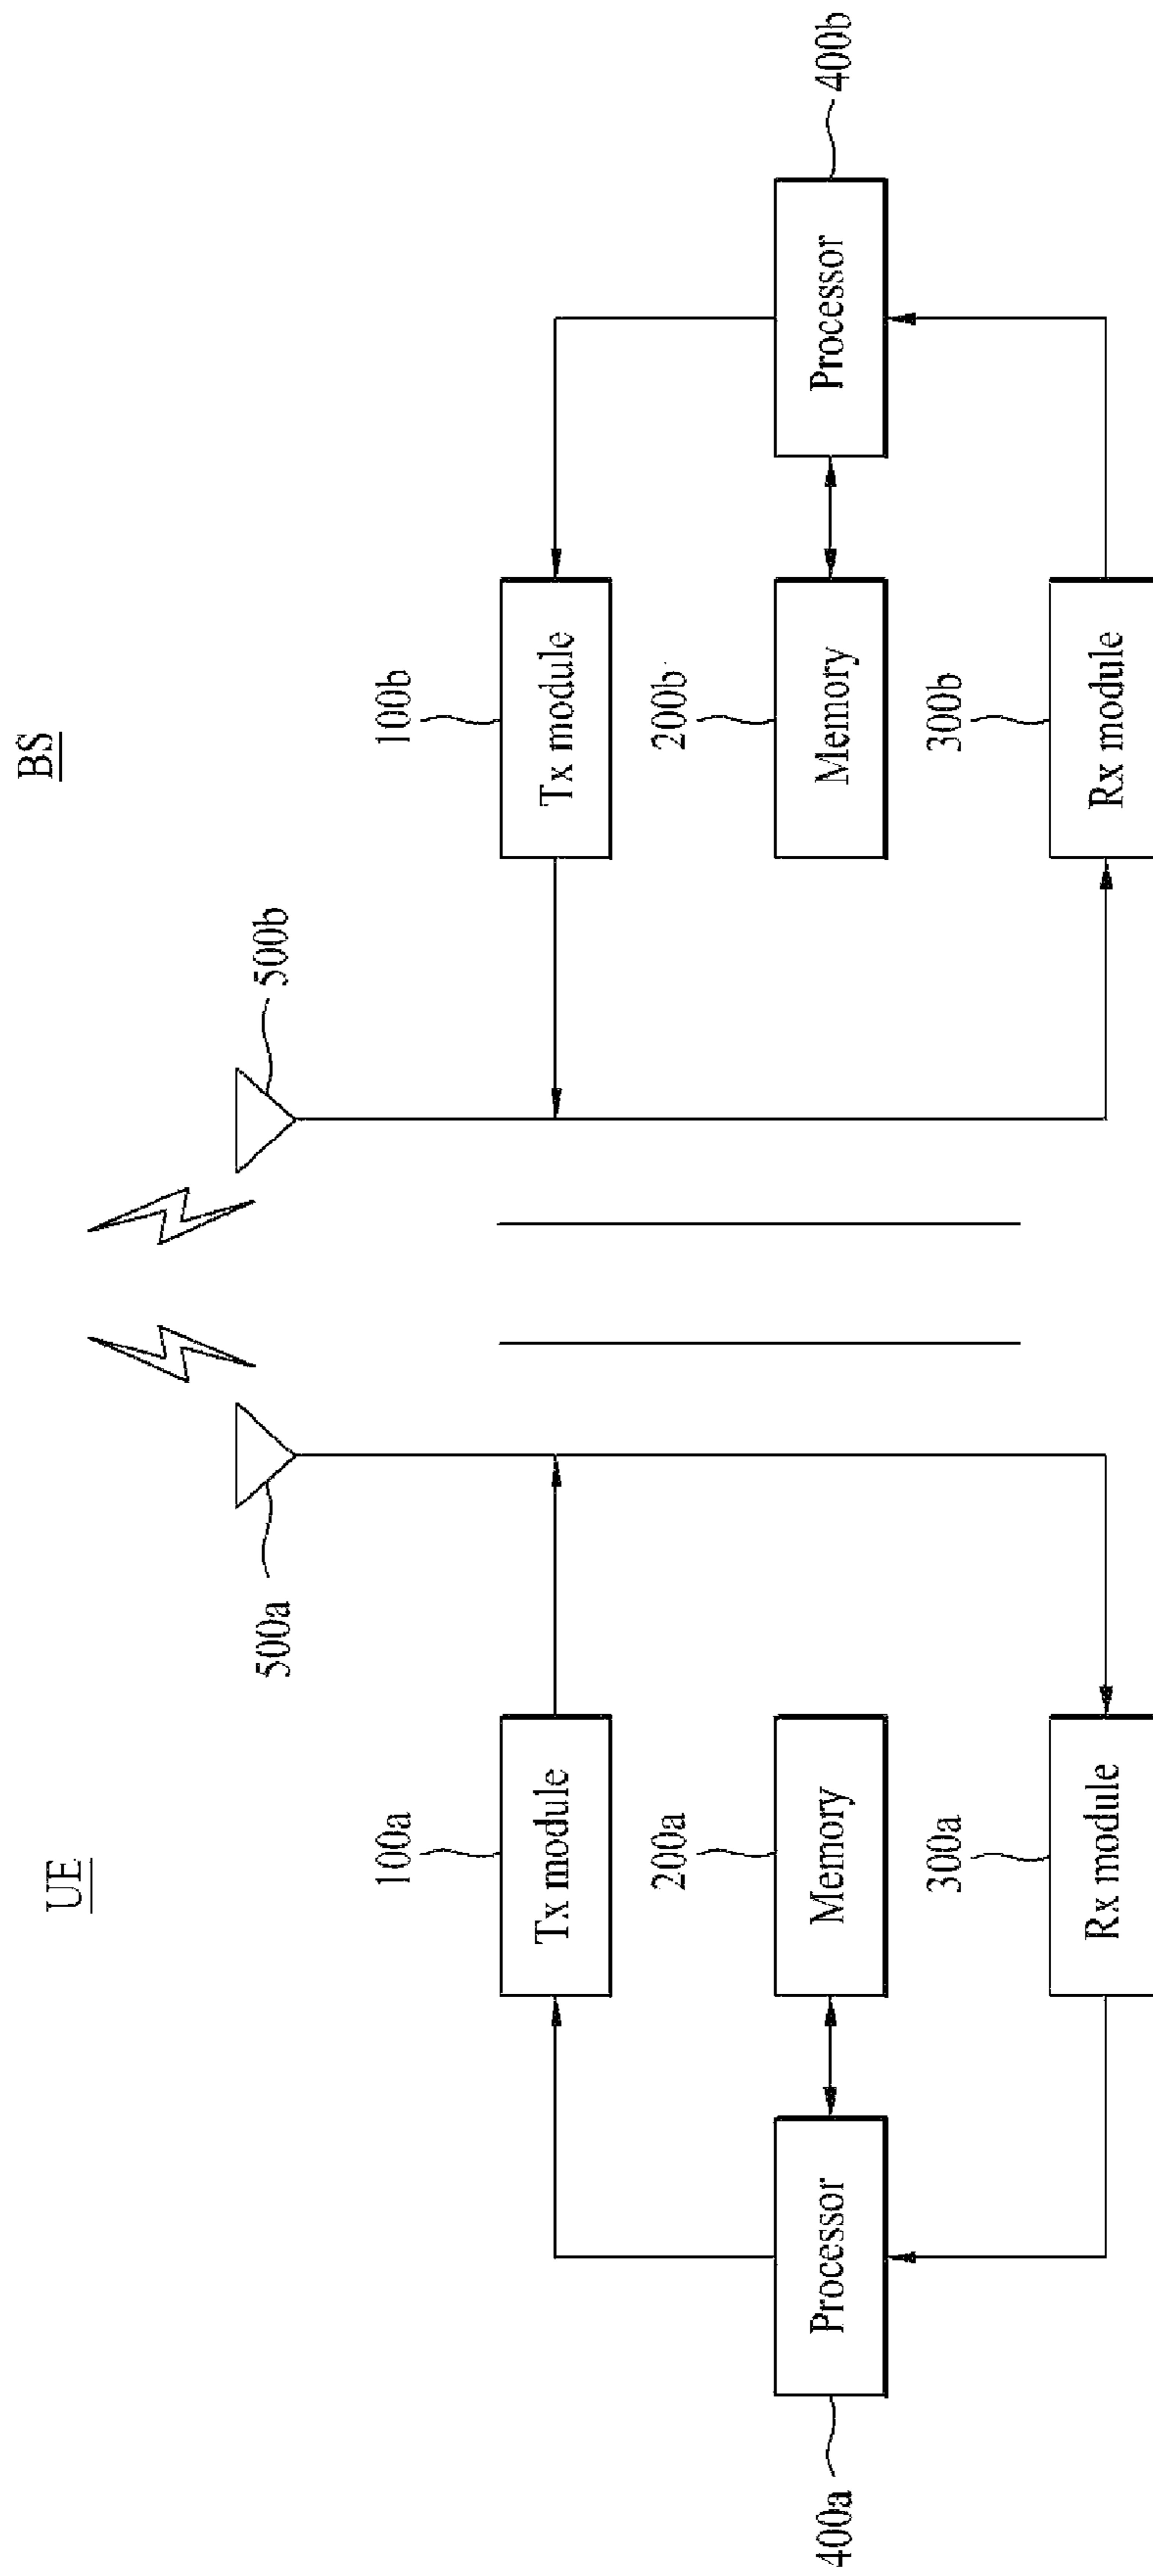 UE
BS
500a
500b
100a
Tx module
100b
Tx module
400a
Processor
200a
Memory
200b
Memory
Processor
400b
300a
Rx module
300b
Rx module